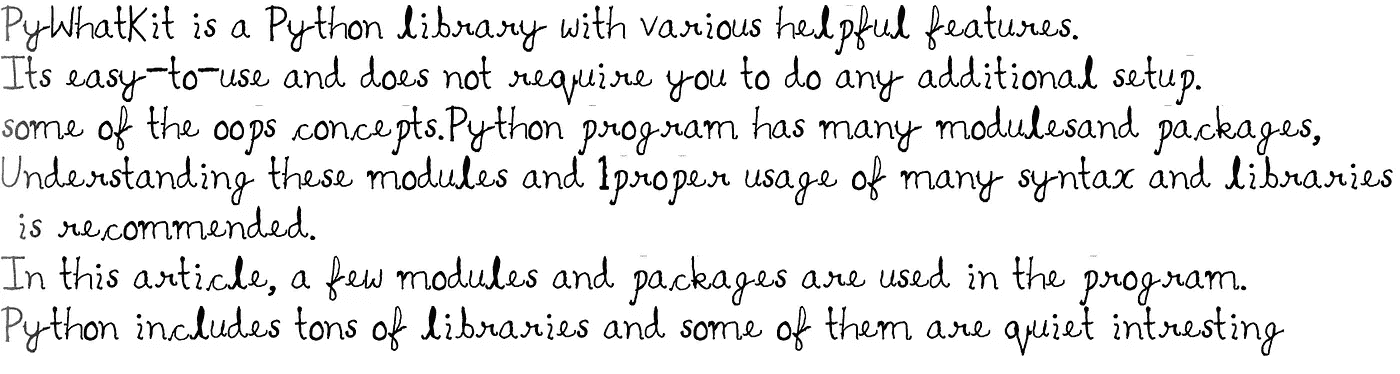 PyWhatKit is a Python library with various helpful features.
Its easy-to-use and does not require you to do any additional setup.
some of the oops concepts.Python program has many modulesand packages,
Understanding these modules and 1proper usage of many syntax and libraries
is recommended.
In this article, a few modules and packages are used in the program.
Python includes tons of libraries and some of them are quiet intresting